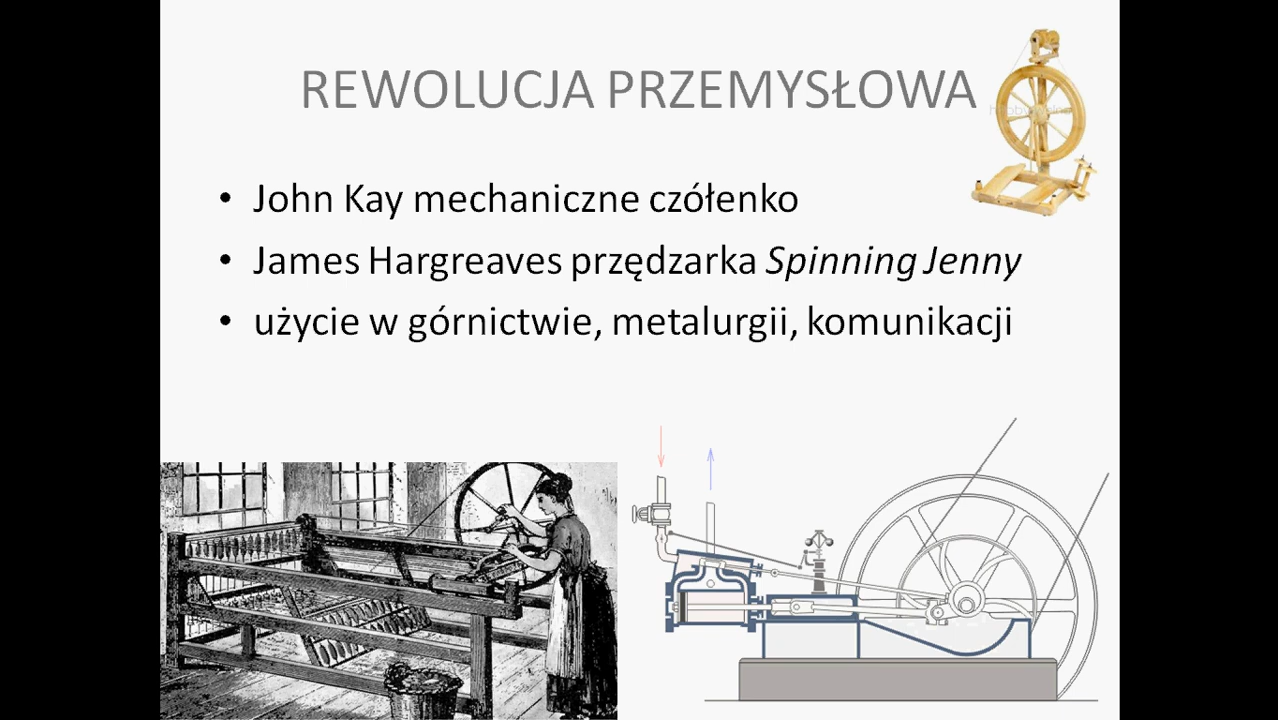 REWOLUCJA PRZEMYSŁOWA
• John Kay mechaniczne czółenko
• James Hargreaves przędzarka Spinning Jenny
• użycie w górnictwie, metalurgii, komunikacji